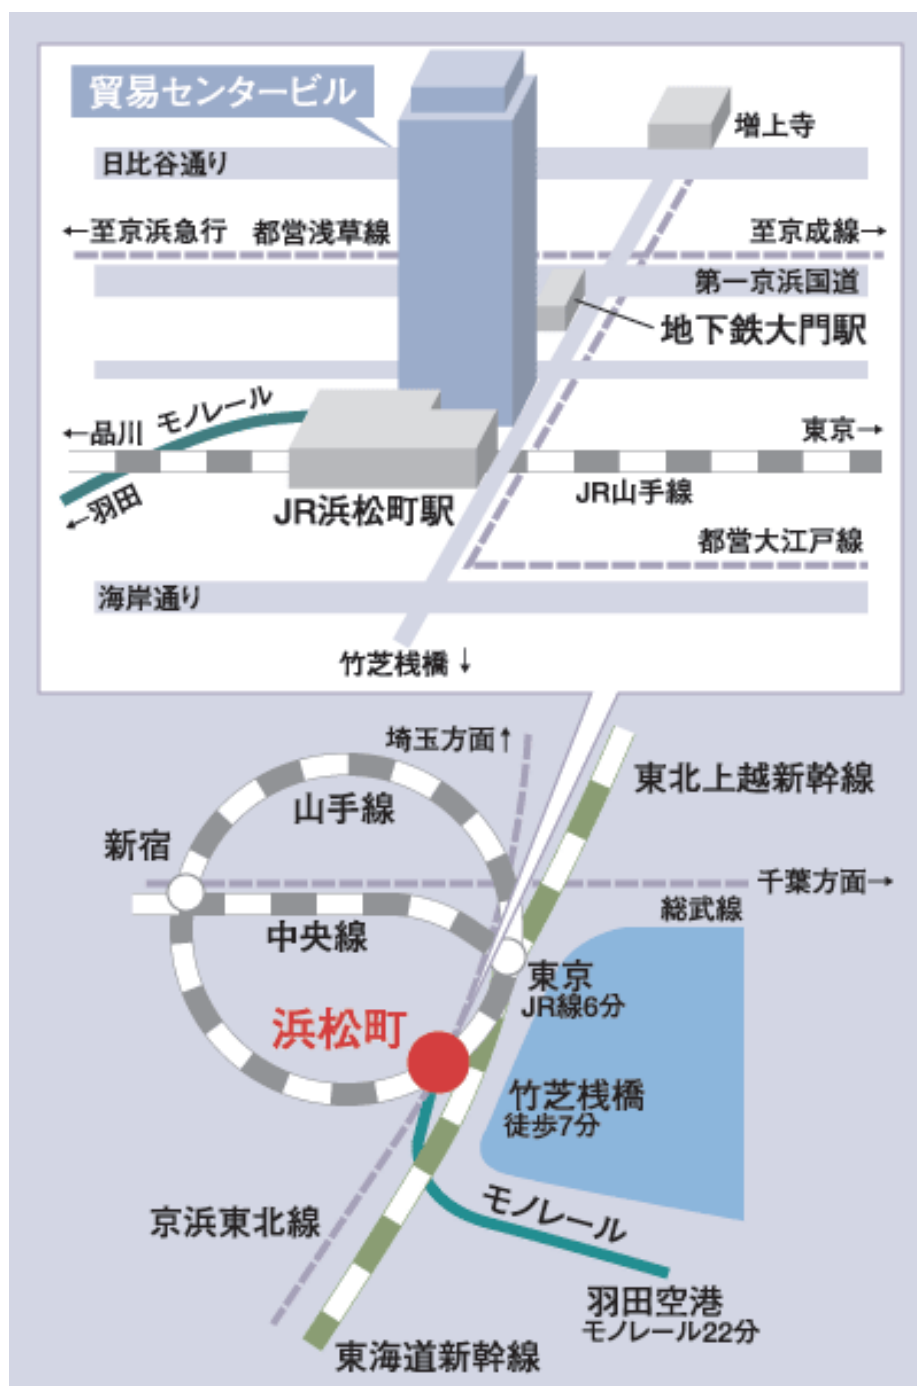 貿易センタービル
増上寺
日比谷通り
←至京浜急行
都営浅草線
至京成線→
第一京浜国道
地下鉄大門駅
モノレール
←品川
東京→
←羽田
JR浜松町駅
JR山手線
都営大江戸線
海岸通り
竹芝桟橋↓
埼玉方面↑
東北上越新幹線
山手線
新宿
千葉方面→
総武線
中央線
東京
JR線6分
浜松町
竹芝桟橋
徒歩7分
京浜東北線
モノレール
羽田空港
モノレール22分
東海道新幹線